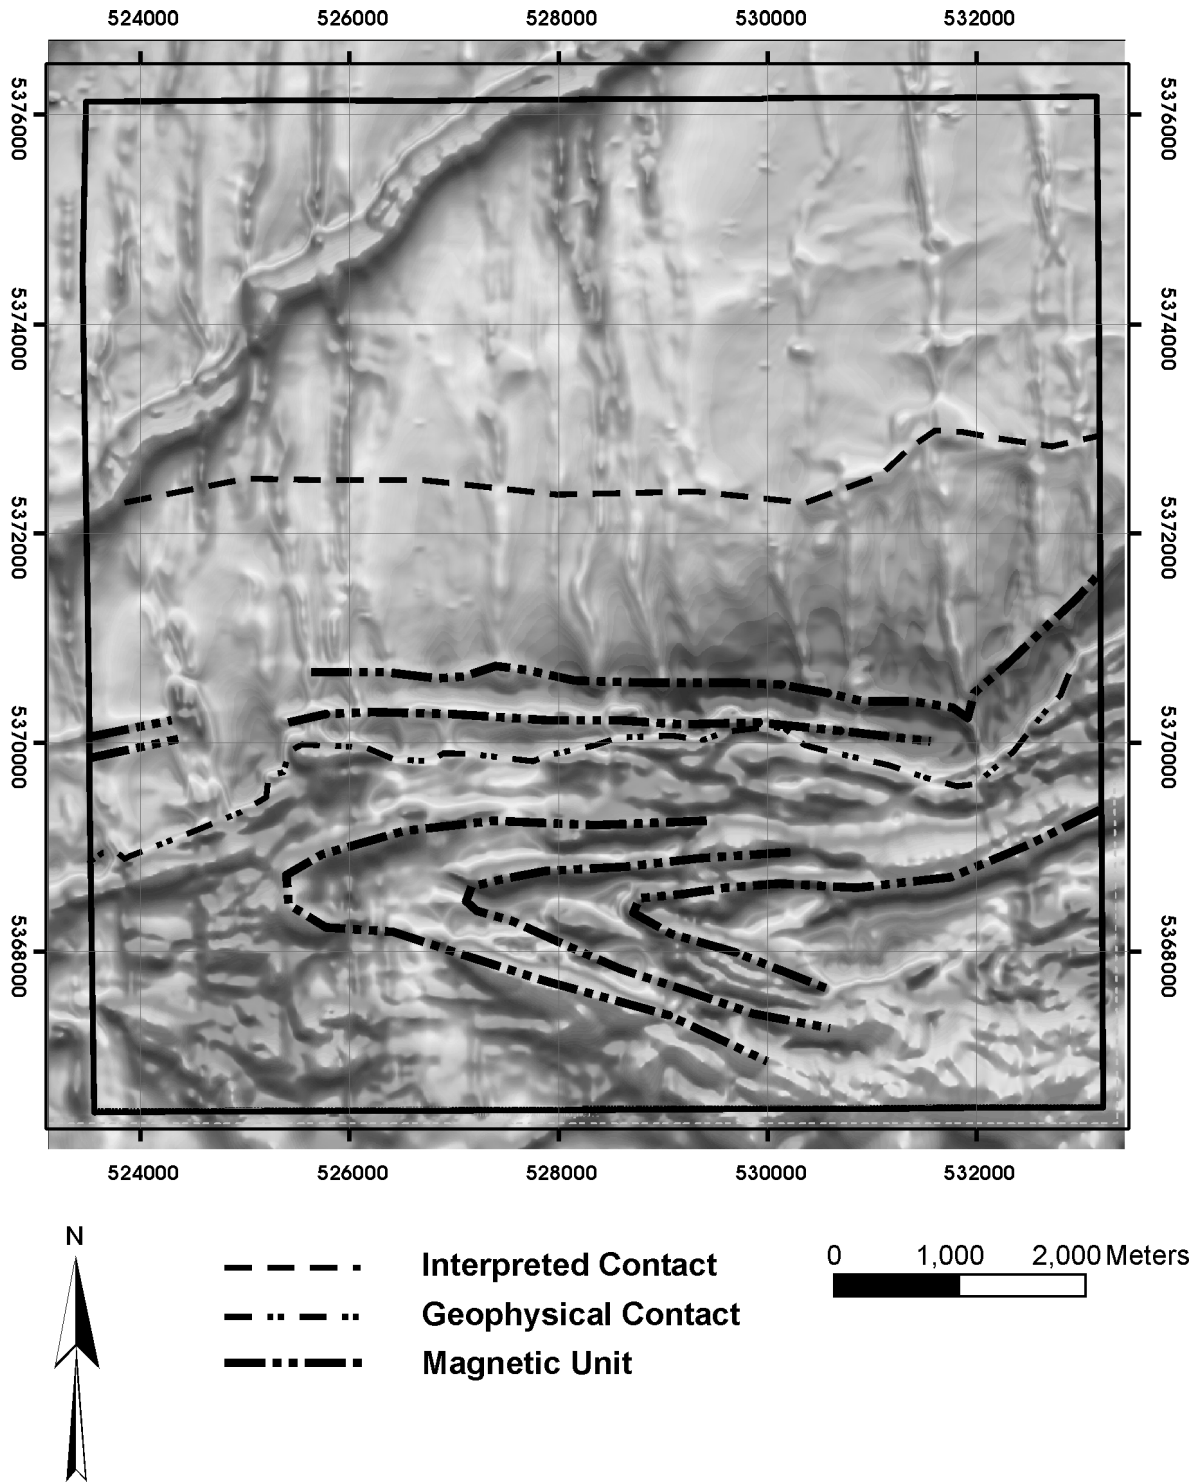 524000 526000 528000 530000 532000
5376000 5376000
5374000 5374000
5372000 5372000
5370000 5370000
5368000 5368000
524000 526000 528000 530000 532000
N
Interpreted Contact
Geophysical Contact
Magnetic Unit
0 1,000 2,000 Meters